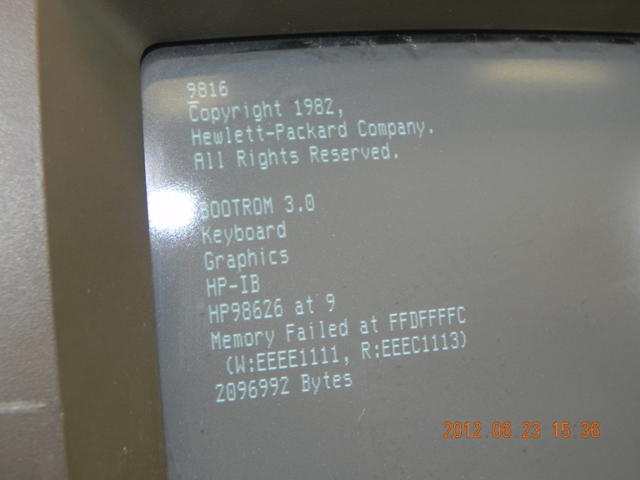 9816
Copyright 1982,
Hewlett-Packard Company.
All Rights Reserved.
BOOTROM 3.0
Keyboard
Graphics
HP-IB
HP98626 at 9
Memory Failed at FFDFFFFC
(W:EEEE1111, R:EEEC1113)
2096992 Bytes
2012.06.23 15:36